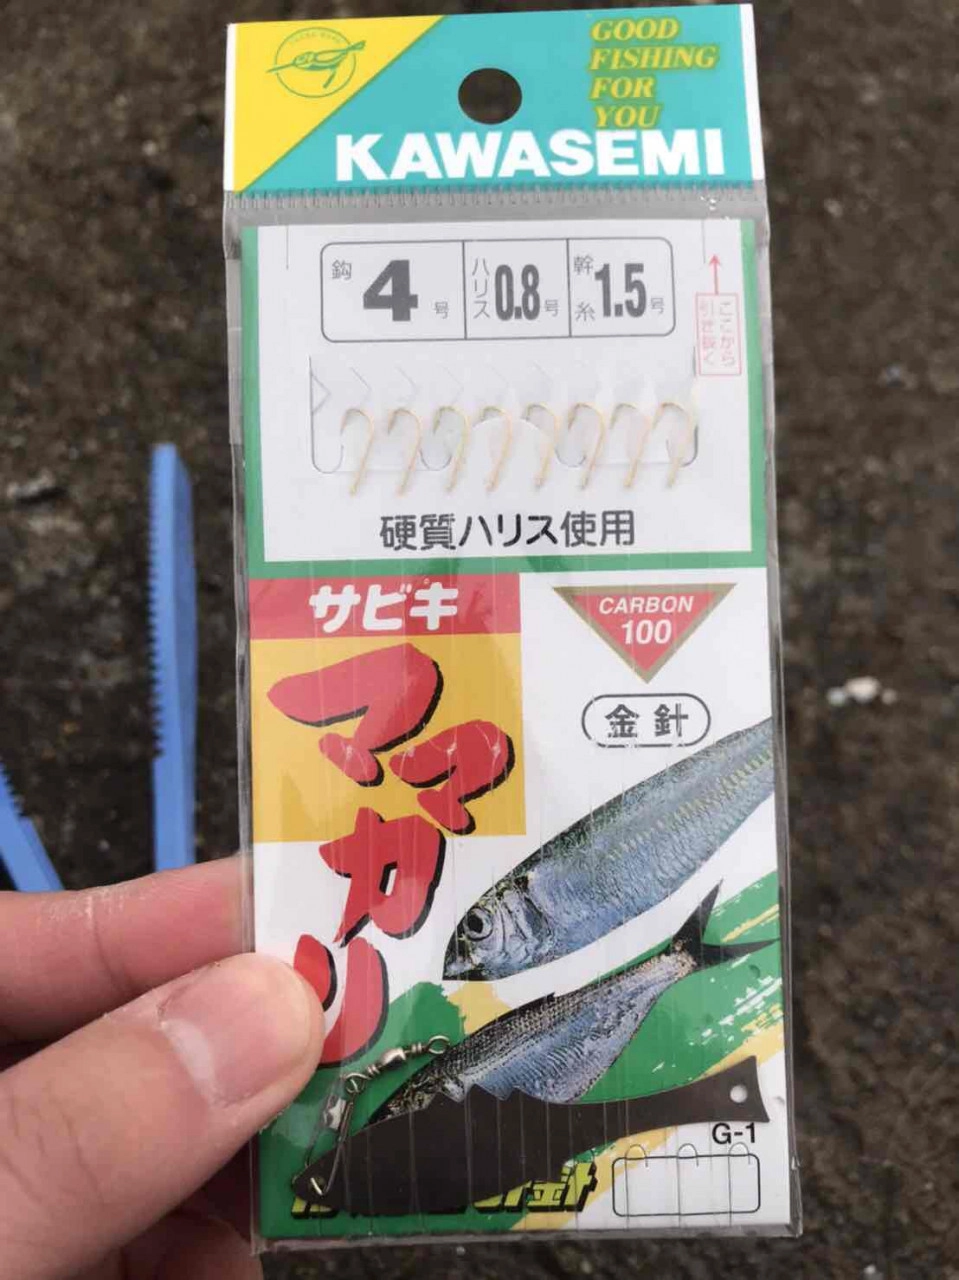 GOOD
FISHING
FOR
YOU
KAWASEMI
鈎 4 号 ハリス 0.8 号 幹糸 1.5 号
ここから
引き抜く
硬質ハリス使用
サビキ
CARBON
100
ママカリ
金針
G-1